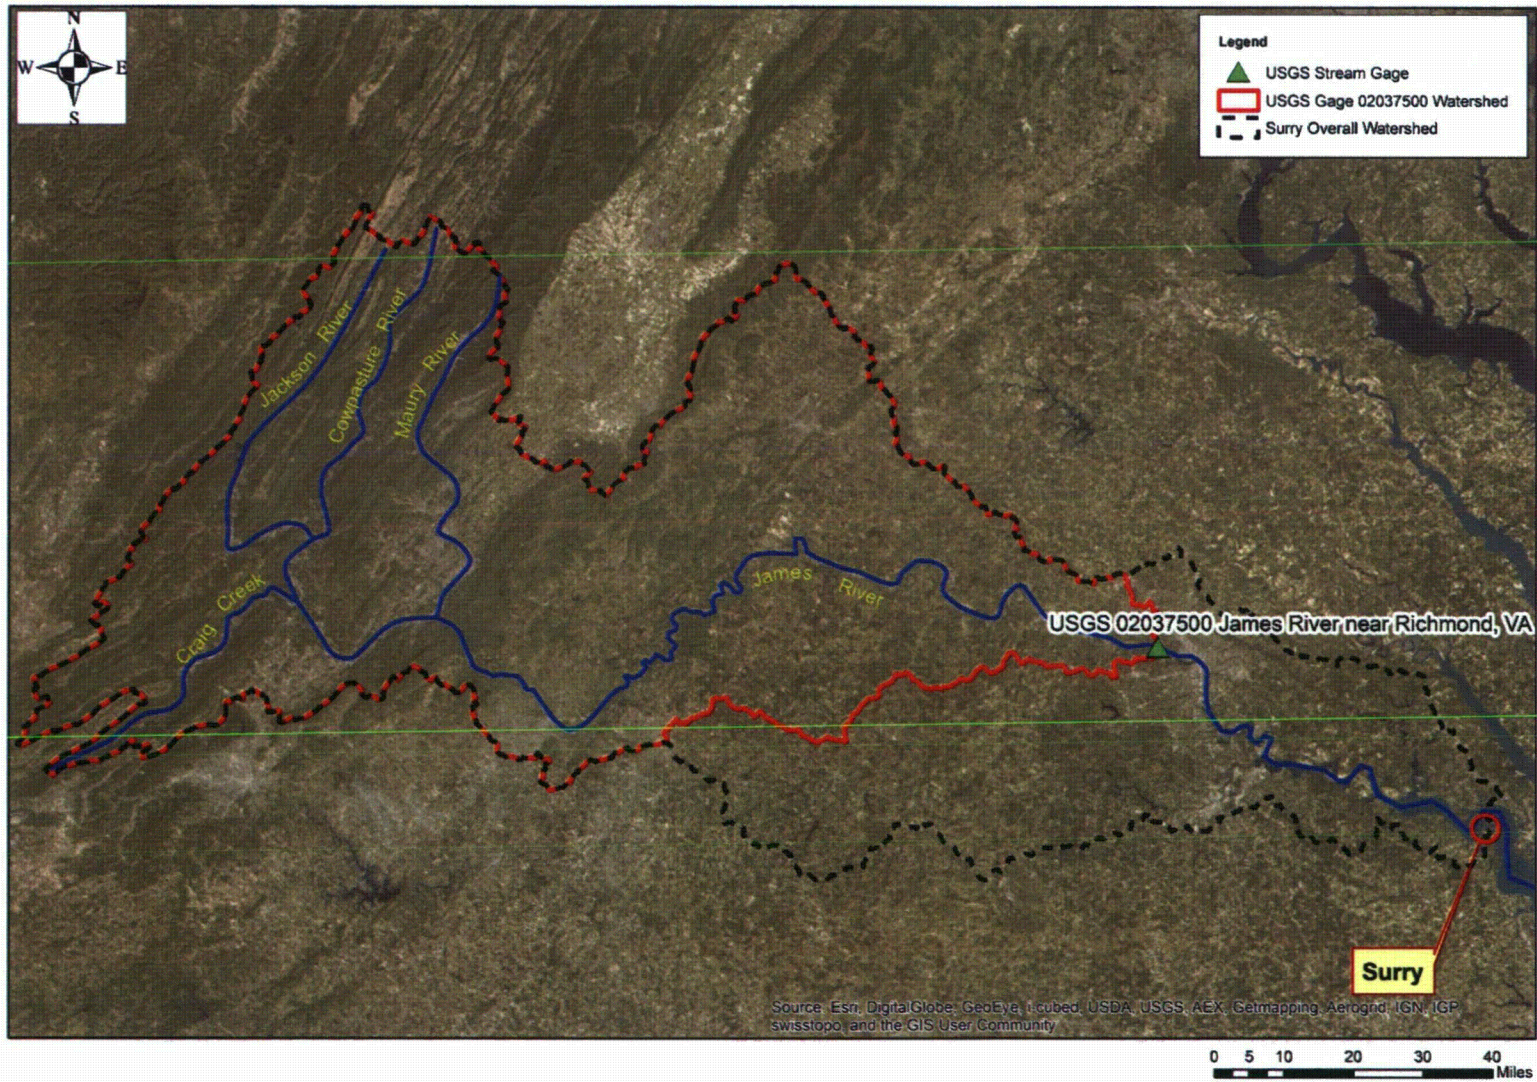 N
W E
S
Legend
USGS Stream Gage
USGS Gage 02037500 Watershed
Surry Overall Watershed
Jackson River
Cowpasture River
Maury River
Craig Creek
James River
USGS 02037500 James River near Richmond, VA
Surry
Source: Esri, DigitalGlobe, GeoEye, i-cubed, USDA, USGS, AEX, Getmapping, Aerogrid, IGN, IGP,
swisstopo, and the GIS User Community
0 5 10 20 30 40
Miles